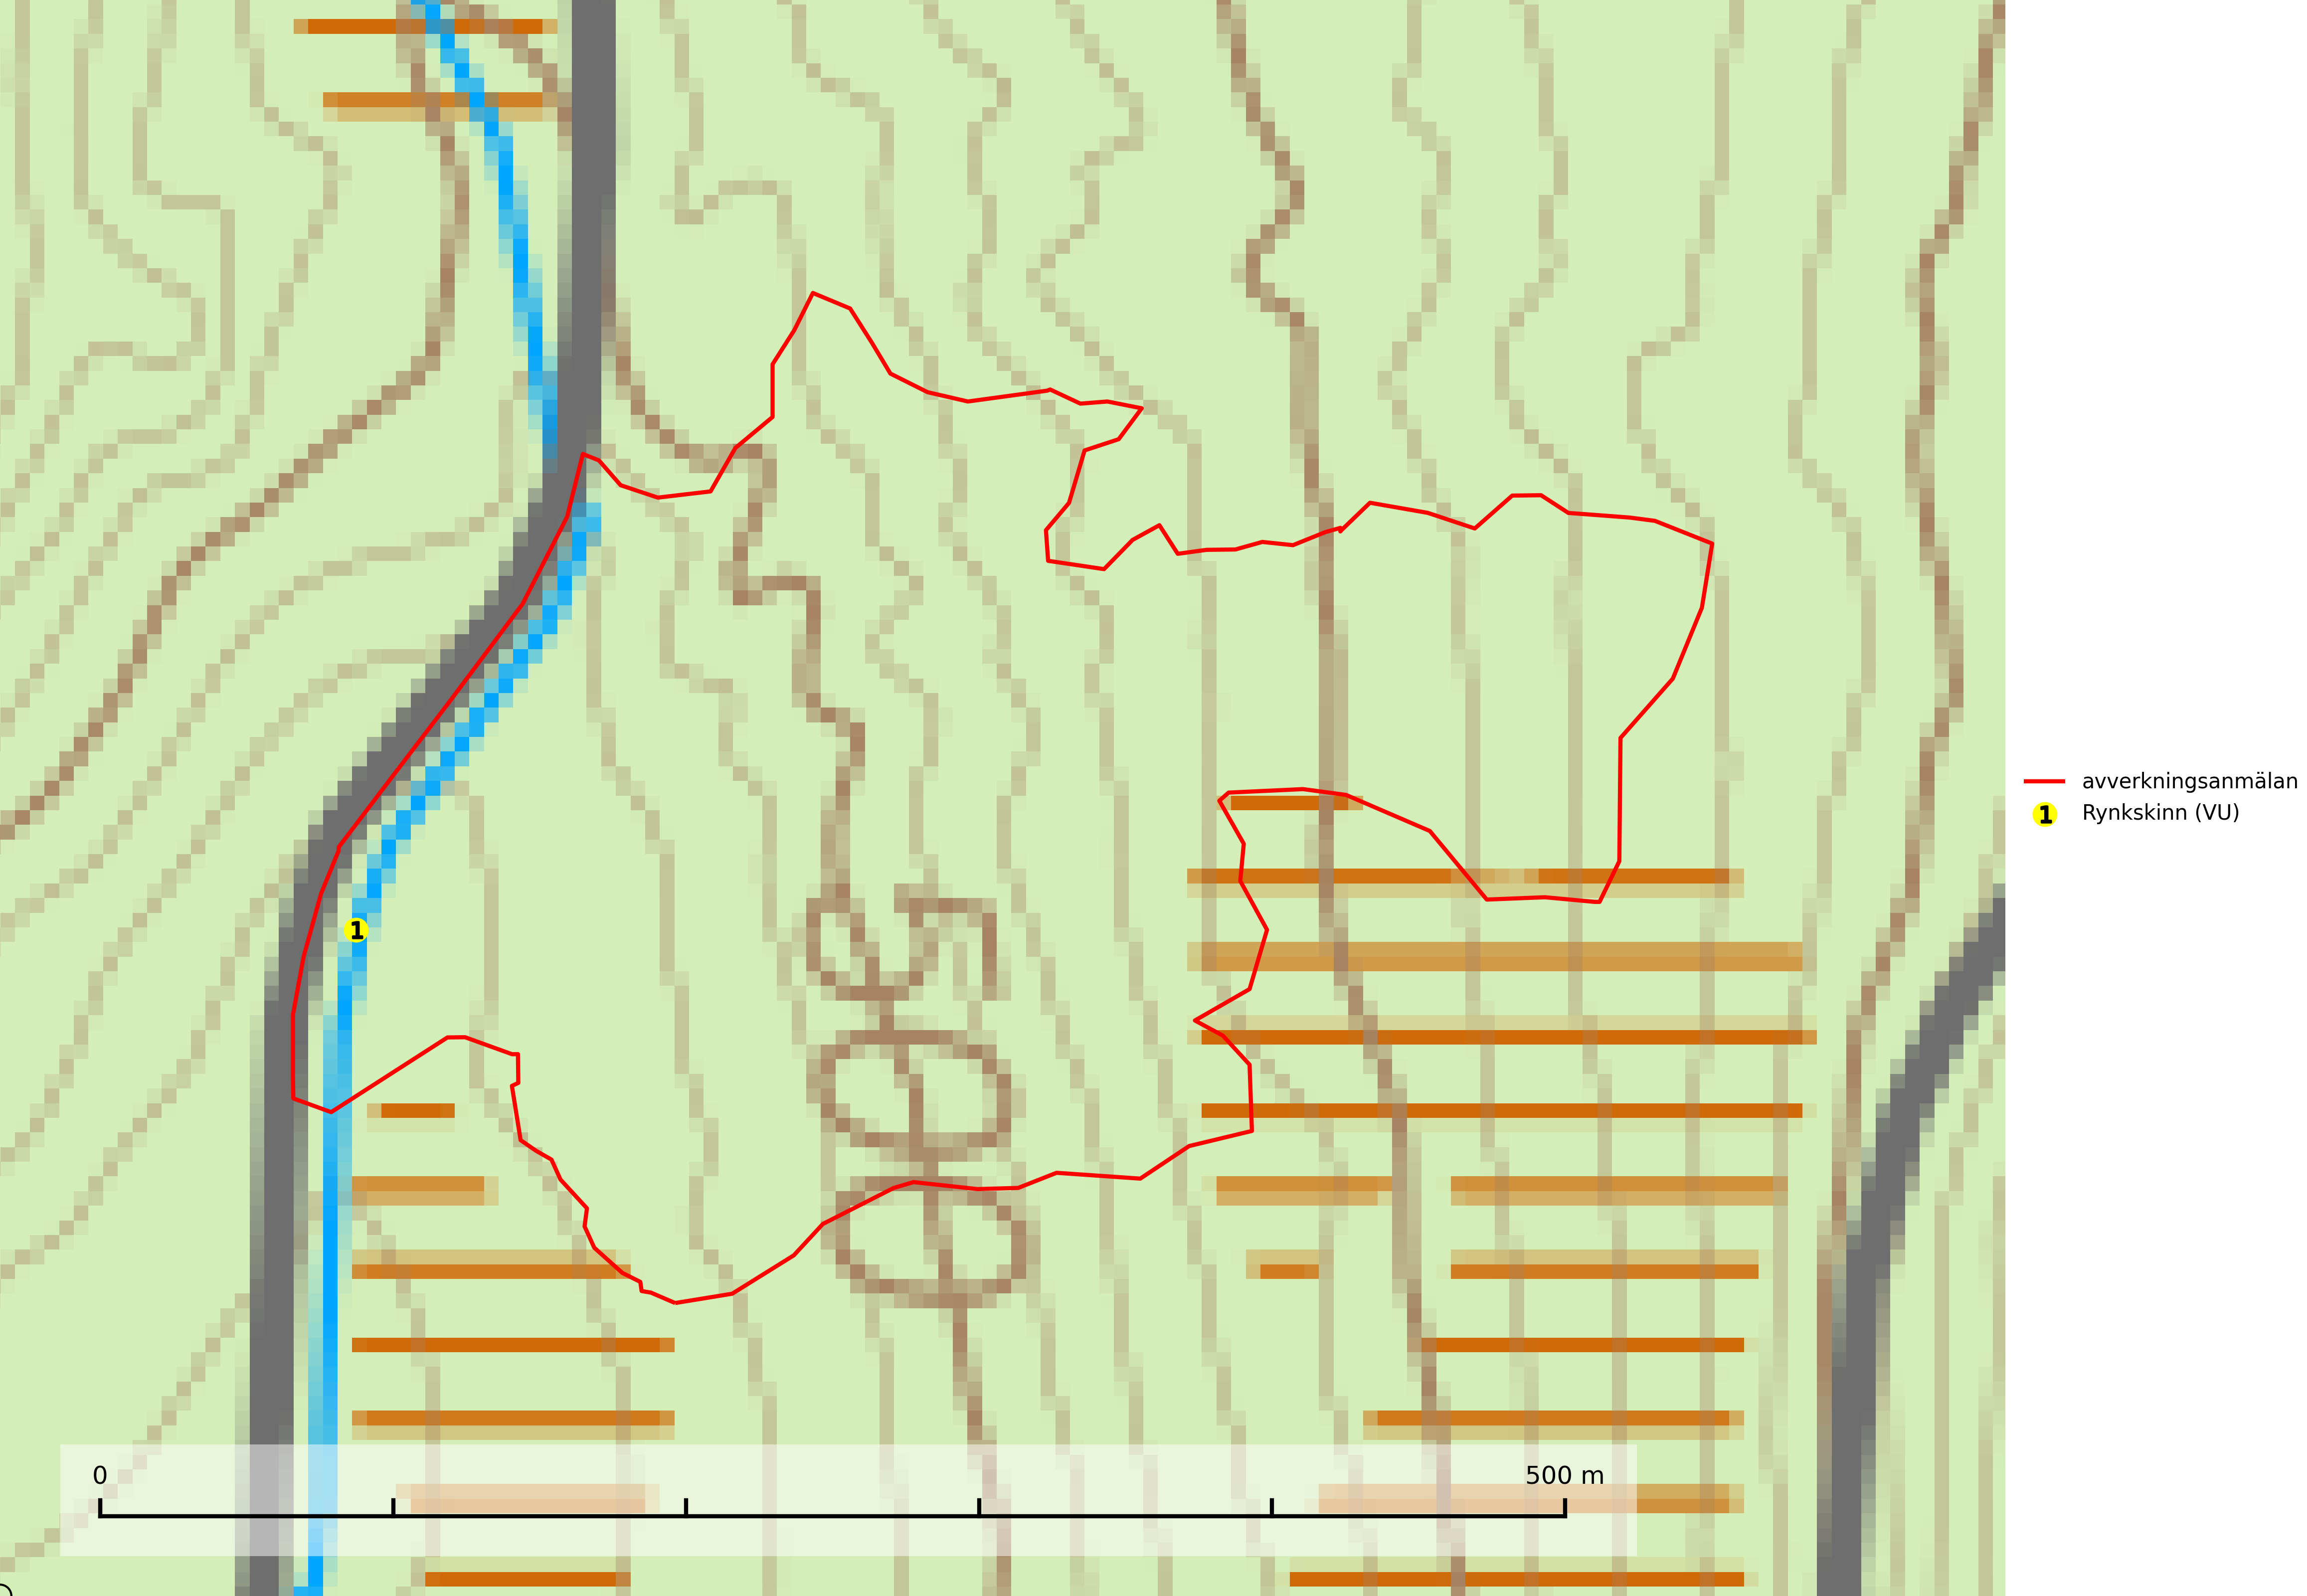 avverkningsanmälan
1 Rynkskinn (VU)
1
0 500 m